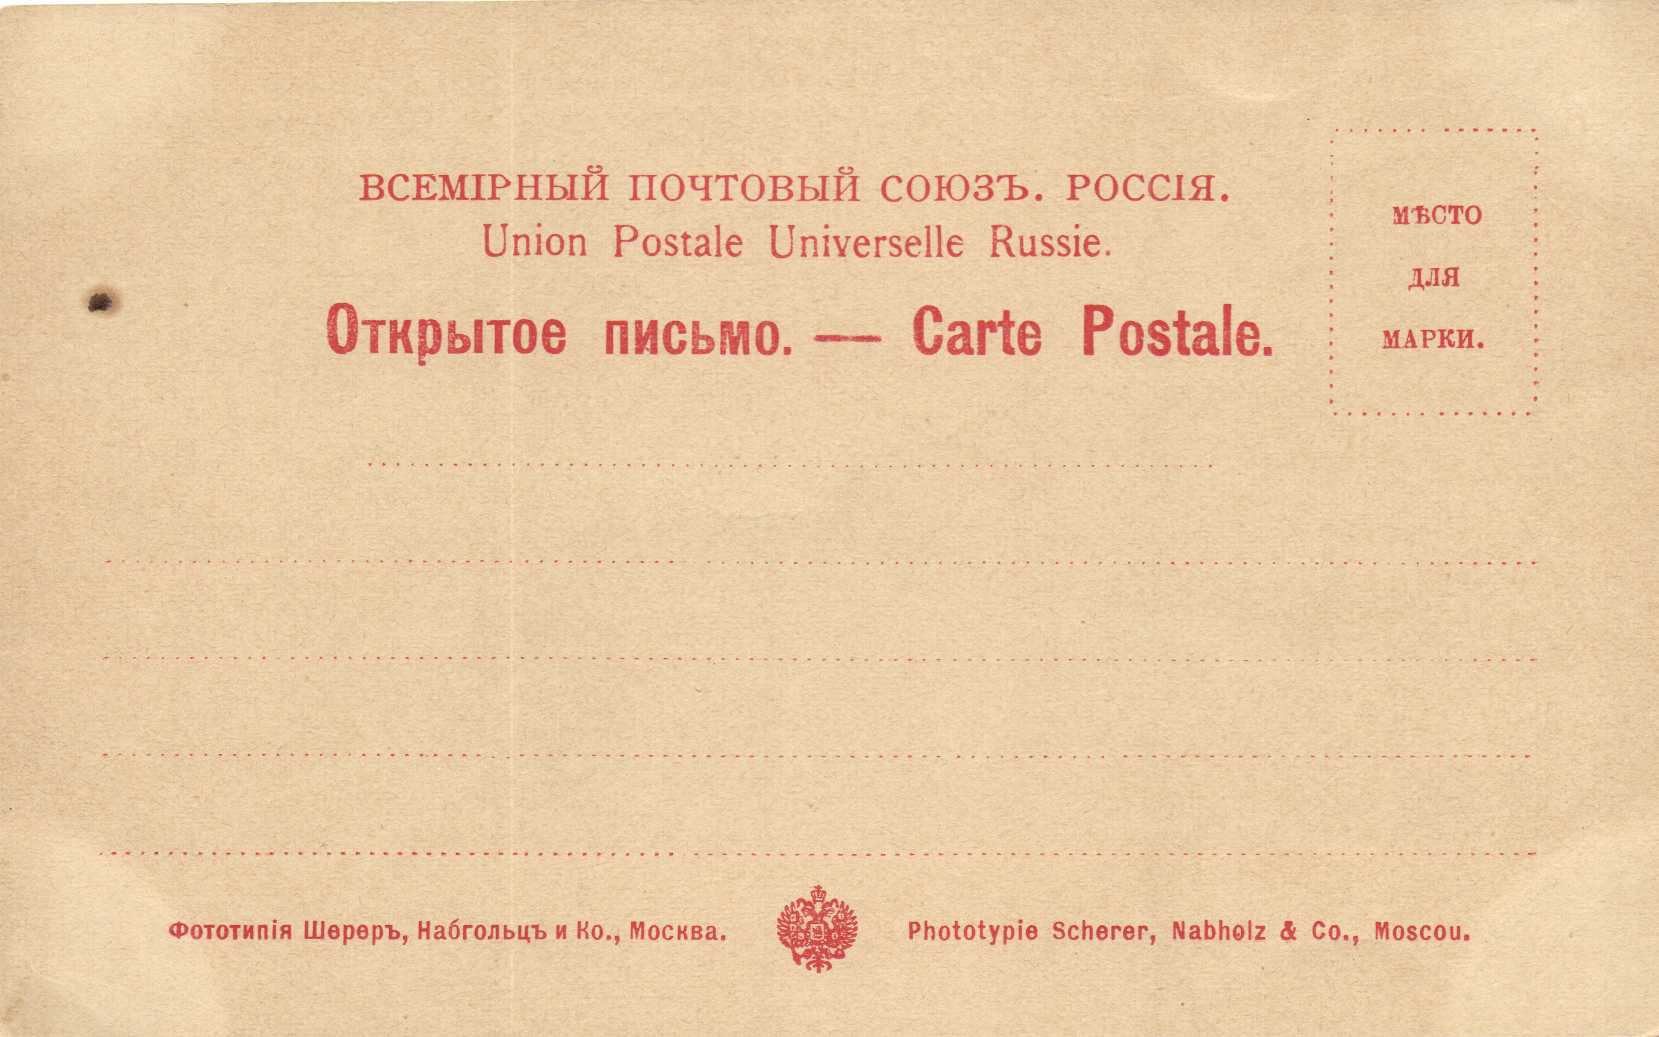 ВСЕМІРНЫЙ ПОЧТОВЫЙ СОЮЗЪ. РОССІЯ.
Union Postale Universelle Russie.
Открытое письмо. — Carte Postale.
МѢСТО
ДЛЯ
МАРКИ.
Фототипія Шереръ, Набгольцъ и Ко., Москва.
Phototypie Scherer, Nabholz & Co., Moscou.